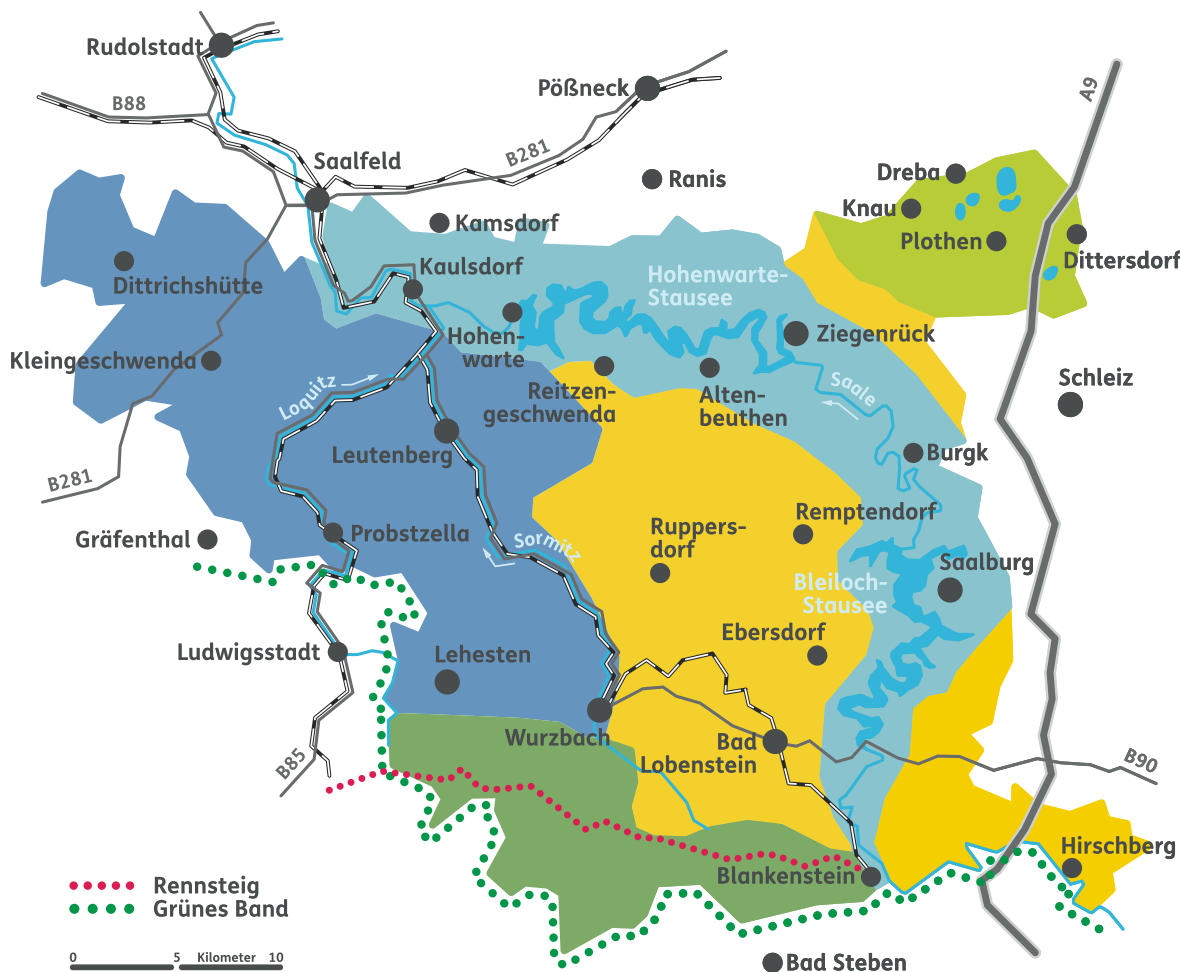 Rudolstadt
A9
Pößneck
B88
B281
Saalfeld
Ranis
Dreba
Knau
Plothen
Dittersdorf
Kamsdorf
Kaulsdorf
Hohenwarte-
Stausee
Dittrichshütte
Hohen-
warte
Ziegenrück
Kleingeschwenda
Loquitz
Reitzen-
geschwenda
Alten-
beuthen
Saale
Schleiz
Leutenberg
Burgk
B281
Gräfenthal
Probstzella
Sormitz
Ruppers-
dorf
Remptendorf
Saalburg
Bleiloch-
Stausee
Ebersdorf
Ludwigsstadt
Lehesten
Wurzbach
Bad
Lobenstein
B85
B90
Hirschberg
Blankenstein
Rennsteig
Grünes Band
0 5 Kilometer 10
Bad Steben